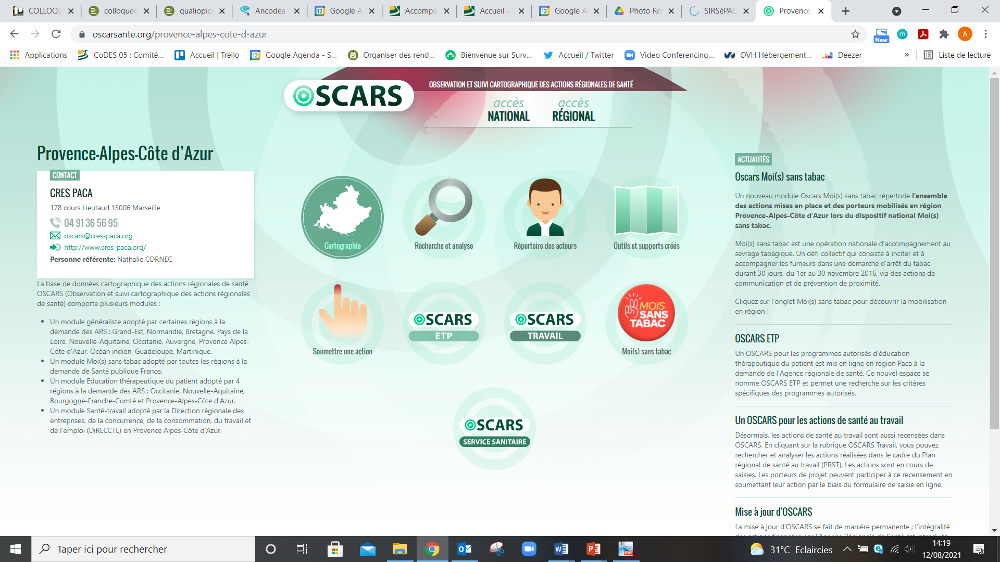 COLLOQU
colloqued
qualiopicr
Ancodea
Google A
Accompa
Accueil -
Google A
Photo Re
SIRSéPAC
Provence
oscarsante.org/provence-alpes-cote-d-azur
New
m
A
Applications
CoDES 05 : Comité...
Accueil | Trello
Google Agenda - S...
Organiser des rend...
Bienvenue sur Surv...
Accueil / Twitter
Video Conferencing...
OVH Hébergement...
Deezer
»
Liste de lecture
OSCARS
OBSERVATION ET SUIVI CARTOGRAPHIQUE DES ACTIONS RÉGIONALES DE SANTÉ
accès
NATIONAL
accès
RÉGIONAL
Provence-Alpes-Côte d'Azur
CONTACT
CRES PACA
178 cours Lieutaud 13006 Marseille
04 91 36 56 95
oscars@cres-paca.org
http://www.cres-paca.org/
Personne référente: Nathalie CORNEC
La base de données cartographique des actions régionales de santé
OSCARS (Observation et suivi cartographique des actions régionales
de santé) comporte plusieurs modules :
• Un module généraliste adopté par certaines régions à la
demande des ARS : Grand-Est, Normandie, Bretagne, Pays de la
Loire, Nouvelle-Aquitaine, Occitanie, Auvergne, Provence Alpes-
Côte d'Azur, Océan indien, Guadeloupe, Martinique.
• Un module Moi(s) sans tabac adopté par toutes les régions à la
demande de Santé publique France.
• Un module Education thérapeutique du patient adopté par 4
régions à la demande des ARS : Occitanie, Nouvelle-Aquitaine,
Bourgogne-Franche-Comté et Provence-Alpes-Côte d'Azur.
• Un module Santé-travail adopté par la Direction régionale des
entreprises, de la concurrence, de la consommation, du travail et
de l'emploi (DiRECCTE) en Provence Alpes-Côte d'Azur.
Cartographie
Recherche et analyse
Répertoire des acteurs
Outils et supports créés
Soumettre une action
OSCARS
ETP
OSCARS
TRAVAIL
MOIS
SANS
TABAC
Moi(s) sans tabac
OSCARS
SERVICE SANITAIRE
ACTUALITÉS
Oscars Moi(s) sans tabac
Un nouveau module Oscars Moi(s) sans tabac répertorie l'ensemble
des actions mises en place et des porteurs mobilisés en région
Provence-Alpes-Côte d'Azur lors du dispositif national Moi(s)
sans tabac.
Moi(s) sans tabac est une opération nationale d'accompagnement au
sevrage tabagique. Un défi collectif qui consiste à inciter et à
accompagner les fumeurs dans une démarche d'arrêt du tabac
durant 30 jours, du 1er au 30 novembre 2016, via des actions de
communication et de prévention de proximité.
Cliquez sur l'onglet Moi(s) sans tabac pour découvrir la mobilisation
en région !
OSCARS ETP
Un OSCARS pour les programmes autorisés d'éducation
thérapeutique du patient est mis en ligne en région Paca à la
demande de l'Agence régionale de santé. Ce nouvel espace se
nomme OSCARS ETP et permet une recherche sur les critères
spécifiques des programmes autorisés.
Un OSCARS pour les actions de santé au travail
Désormais, les actions de santé au travail sont aussi recensées dans
OSCARS. En cliquant sur la rubrique OSCARS Travail, vous pouvez
rechercher et analyser les actions réalisées dans le cadre du Plan
régional de santé au travail (PRST). Les actions sont en cours de
saisies. Les porteurs de projet peuvent participer à ce recensement en
soumettant leur action par le biais du formulaire de saisie en ligne.
Mise à jour d'OSCARS
La mise à jour d'OSCARS se fait de manière permanente ; l'intégralité
Taper ici pour rechercher
31°C Eclaircies
14:19
12/08/2021